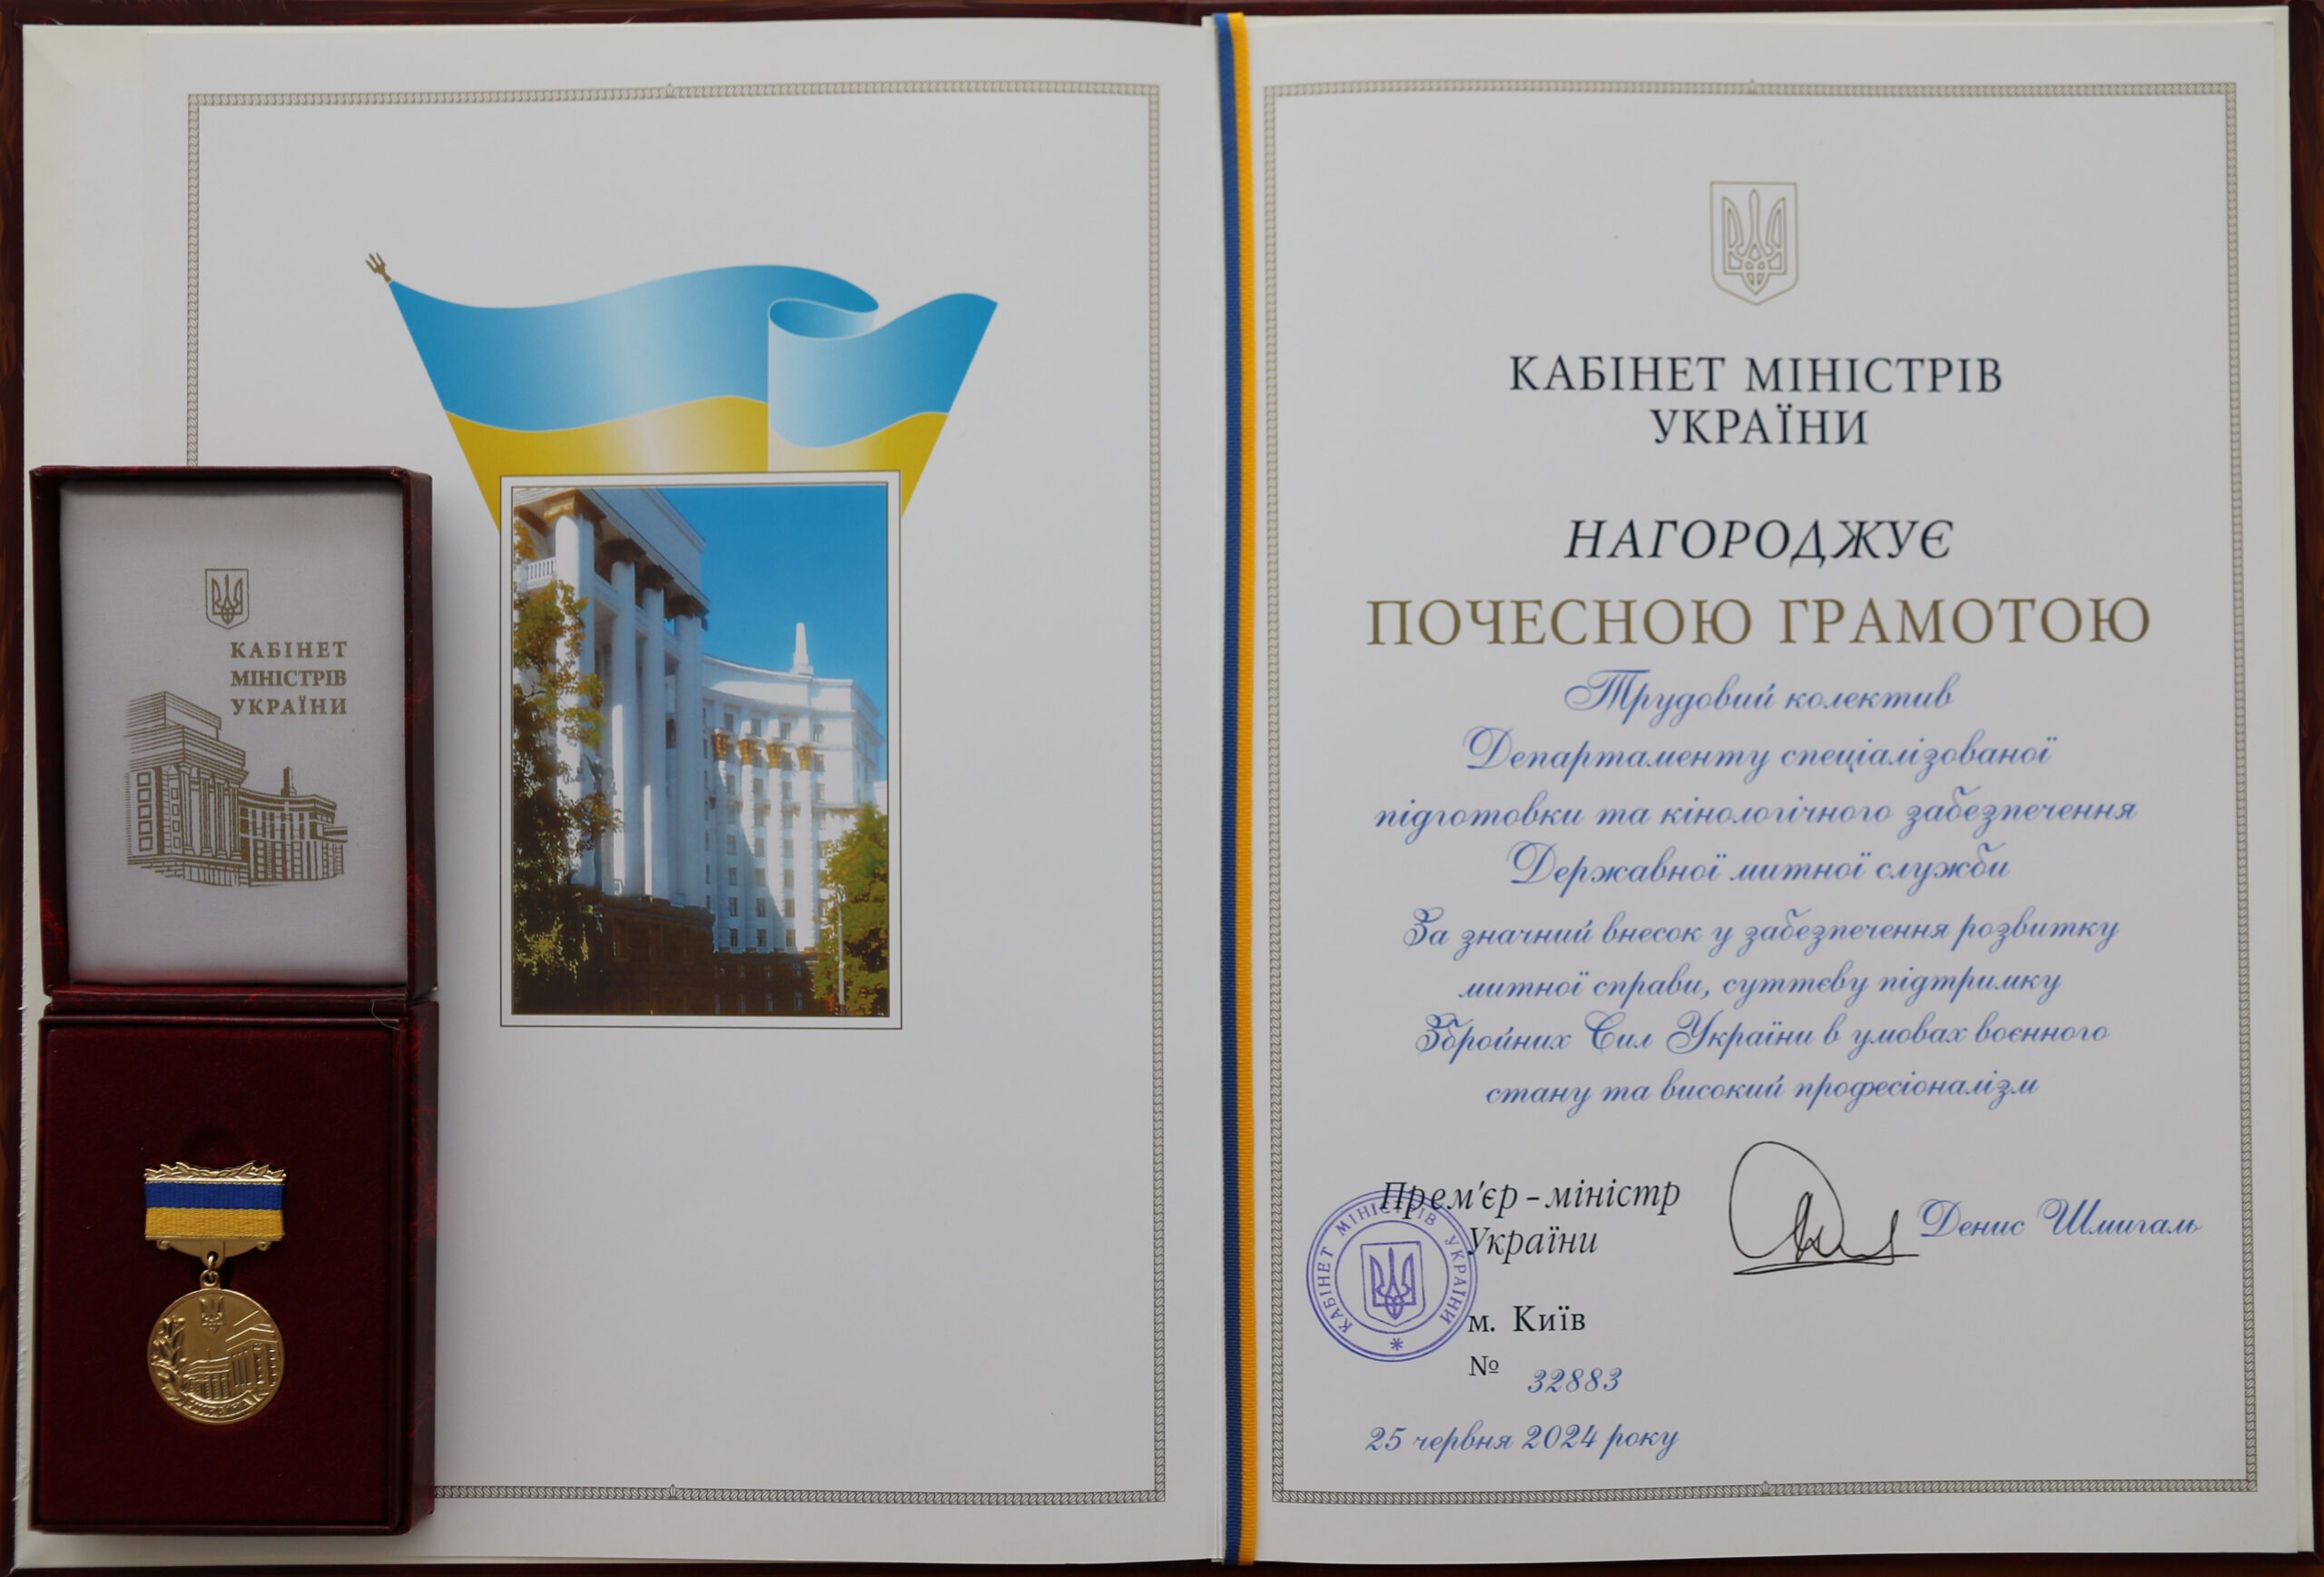 КАБІНЕТ
МІНІСТРІВ
УКРАЇНИ
УКРАЇНА
КАБІНЕТ МІНІСТРІВ
УКРАЇНИ
НАГОРОДЖУЄ
ПОЧЕСНОЮ ГРАМОТОЮ
Трудовий колектив
Департаменту спеціалізованої
підготовки та кінологічного забезпечення
Державної митної служби
За значний внесок у забезпечення розвитку
митної справи, суттєву підтримку
Збройних Сил України в умовах воєнного
стану та високий професіоналізм
Прем'єр-міністр
України
Денис Шмигаль
КАБІНЕТ МІНІСТРІВ УКРАЇНИ
м. Київ
№ 32883
25 червня 2024 року